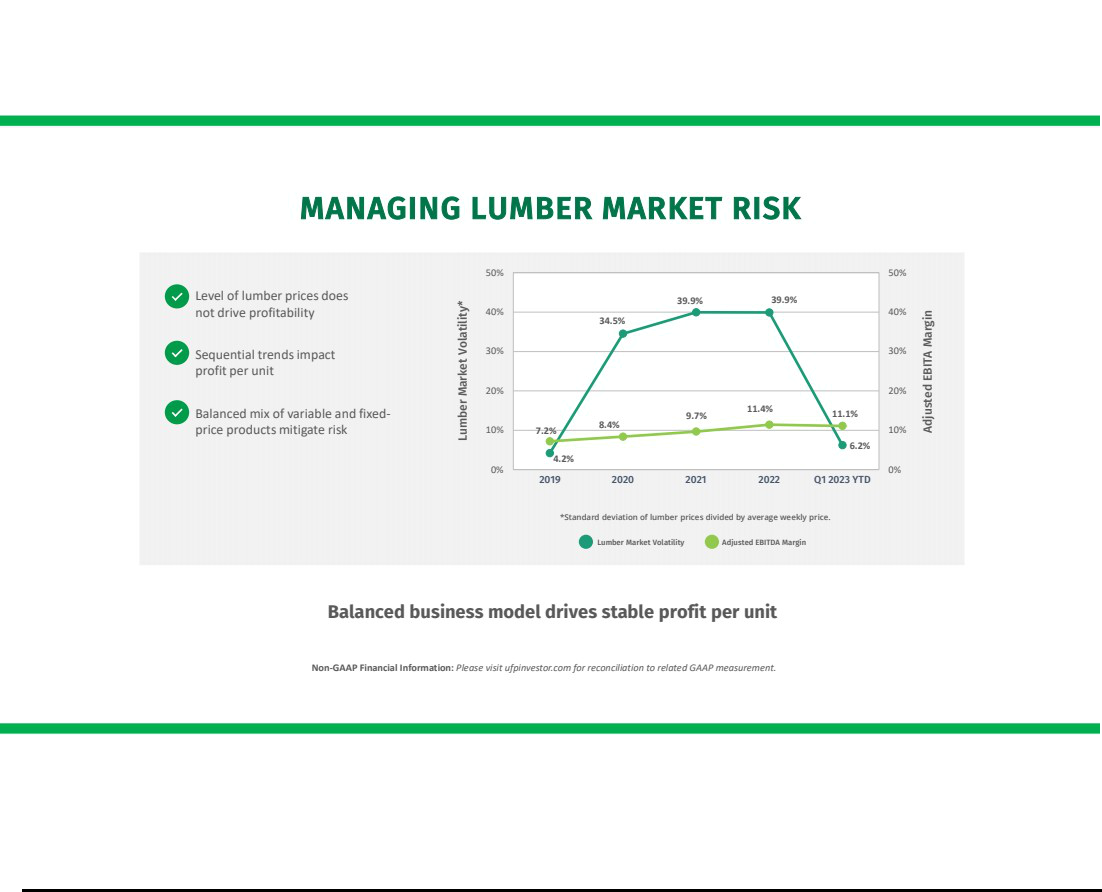 MANAGING LUMBER MARKET RISK
Level of lumber prices does
not drive profitability
Sequential trends impact
profit per unit
Balanced mix of variable and fixed-
price products mitigate risk
Lumber Market Volatility*
50%
40%
30%
20%
10%
0%
34.5%
39.9%
39.9%
7.2%
8.4%
9.7%
11.4%
11.1%
4.2%
6.2%
50%
40%
30%
20%
10%
0%
Adjusted EBITA Margin
2019 2020 2021 2022 Q1 2023 YTD
*Standard deviation of lumber prices divided by average weekly price.
Lumber Market Volatility Adjusted EBITDA Margin
Balanced business model drives stable profit per unit
Non-GAAP Financial Information: Please visit ufpinvestor.com for reconciliation to related GAAP measurement.